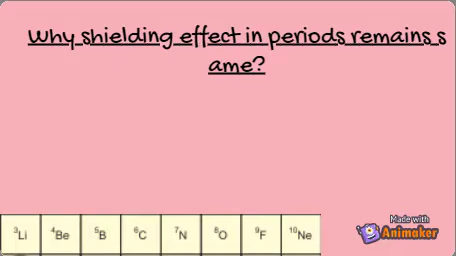 Why shielding effect in periods remains s
ame?
Made with
Animaker
³Li ⁴Be ⁵B ⁶C ⁷N ⁸O ⁹F ¹⁰Ne